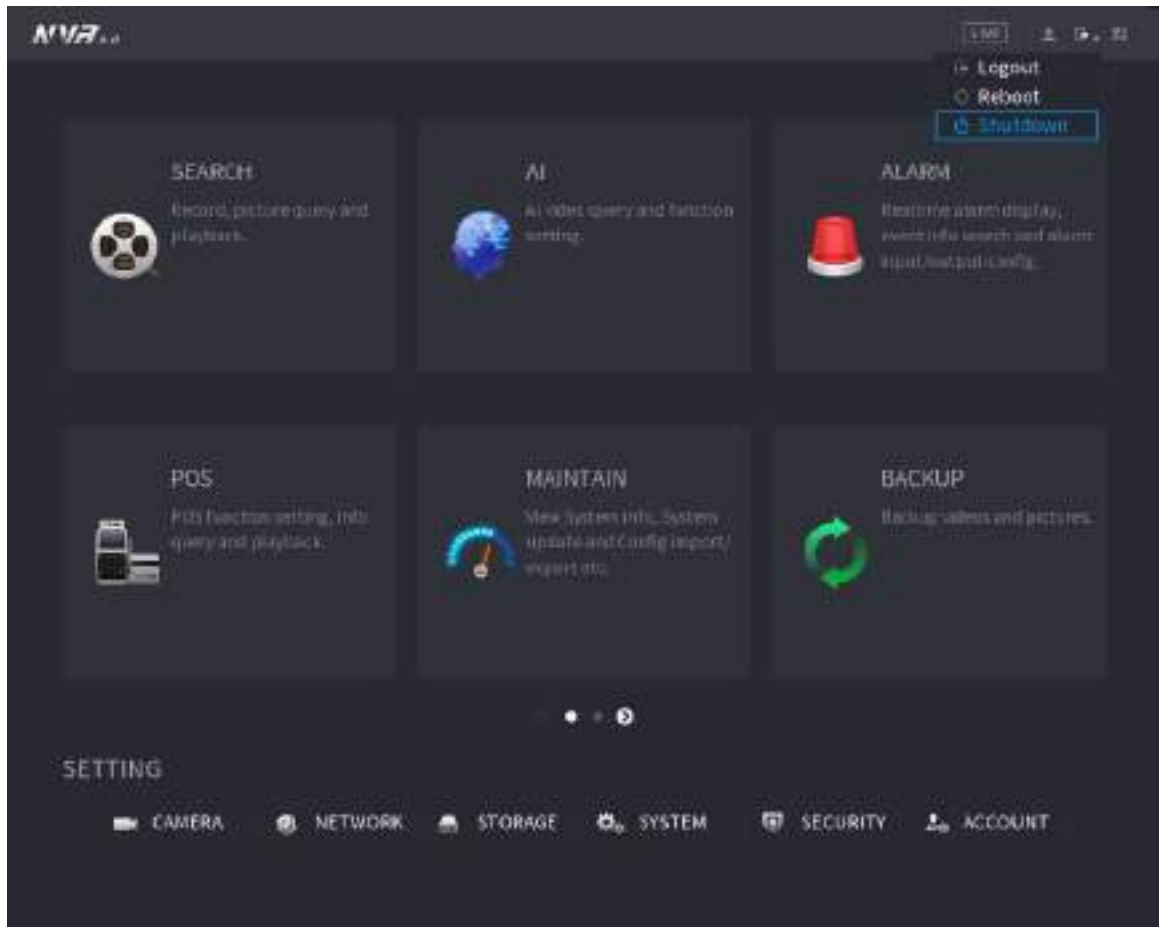 NVR
LIVE
Logout
Reboot
Shutdown
SEARCH
Record, picture query and
playback.
AI
AI video query and function
setting.
ALARM
Realtime alarm display,
event info search and alarm
input/output config.
POS
POS function setting, info
query and playback.
MAINTAIN
View System Info, System
update and Config import/
export etc.
BACKUP
Backup videos and pictures.
SETTING
CAMERA NETWORK STORAGE SYSTEM SECURITY ACCOUNT